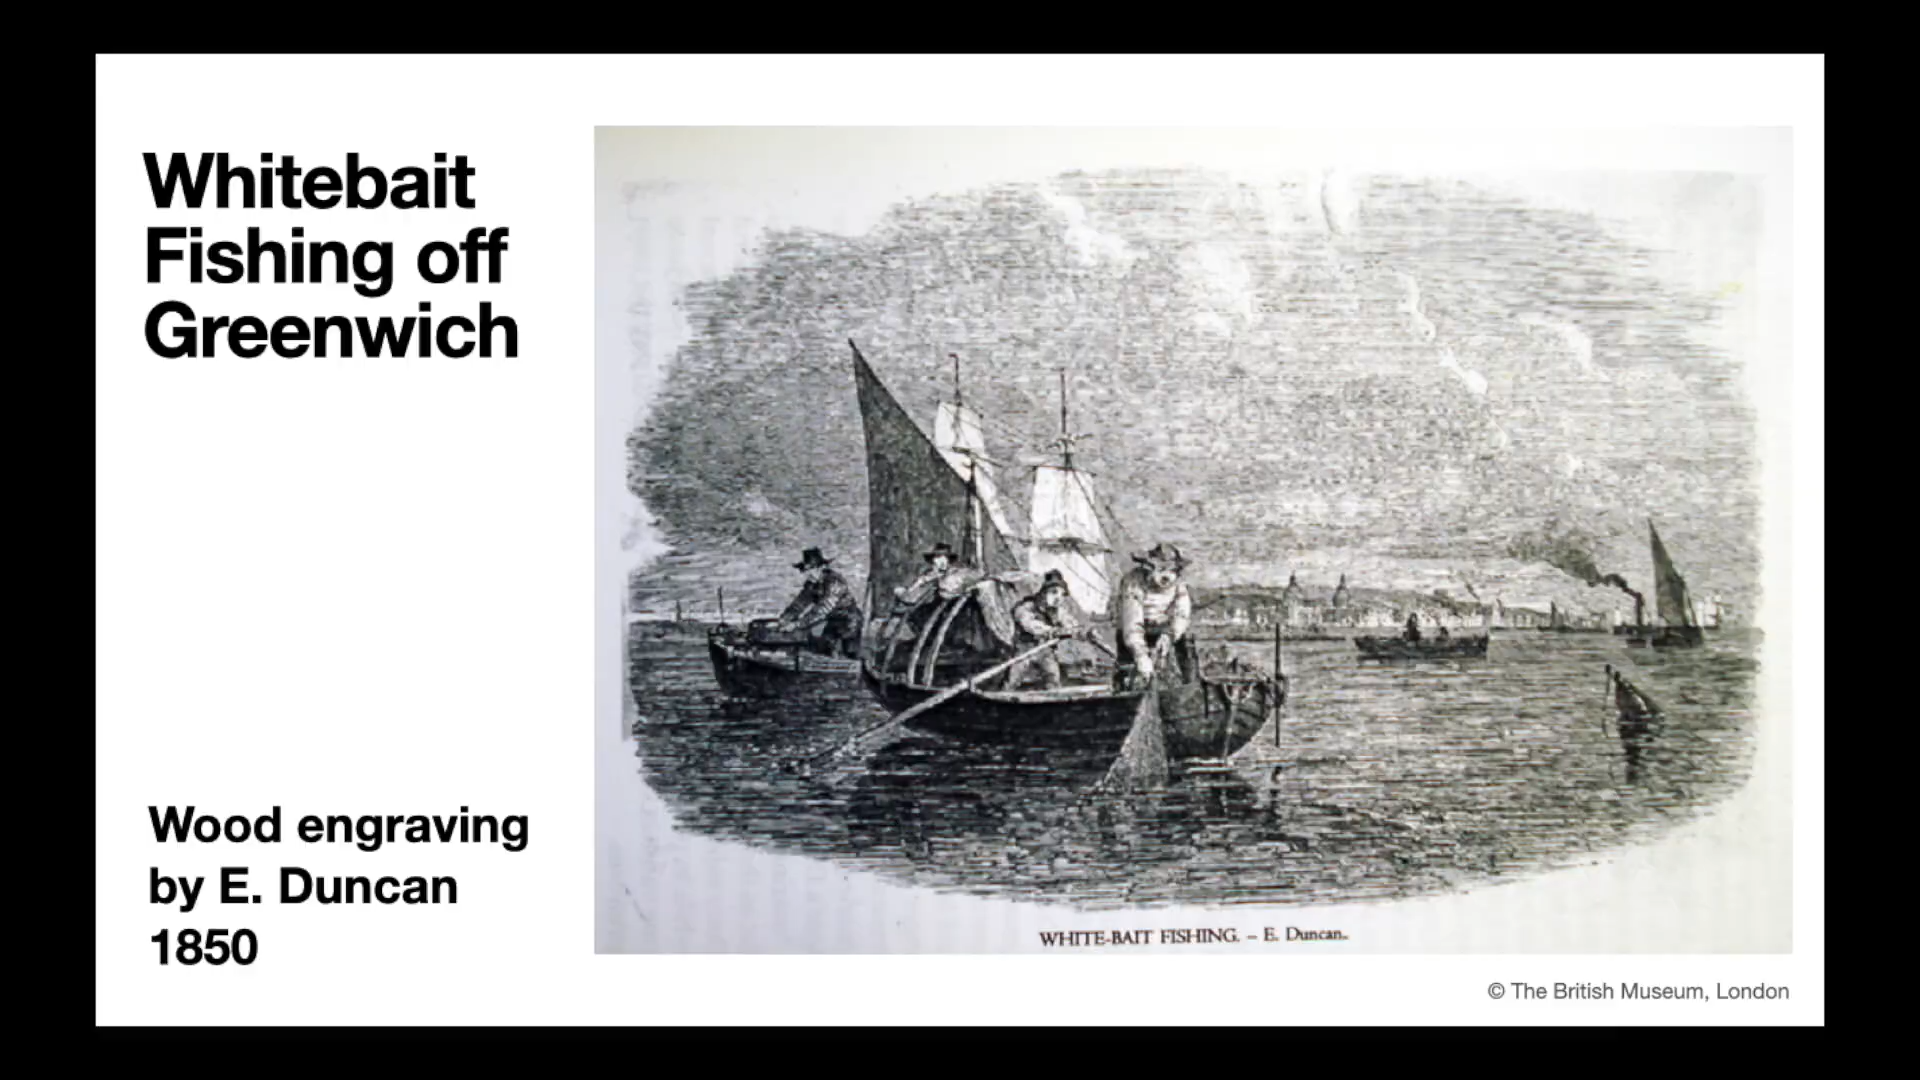 Whitebait
Fishing off
Greenwich
Wood engraving
by E. Duncan
1850
WHITE-BAIT FISHING. – E. Duncan.
© The British Museum, London